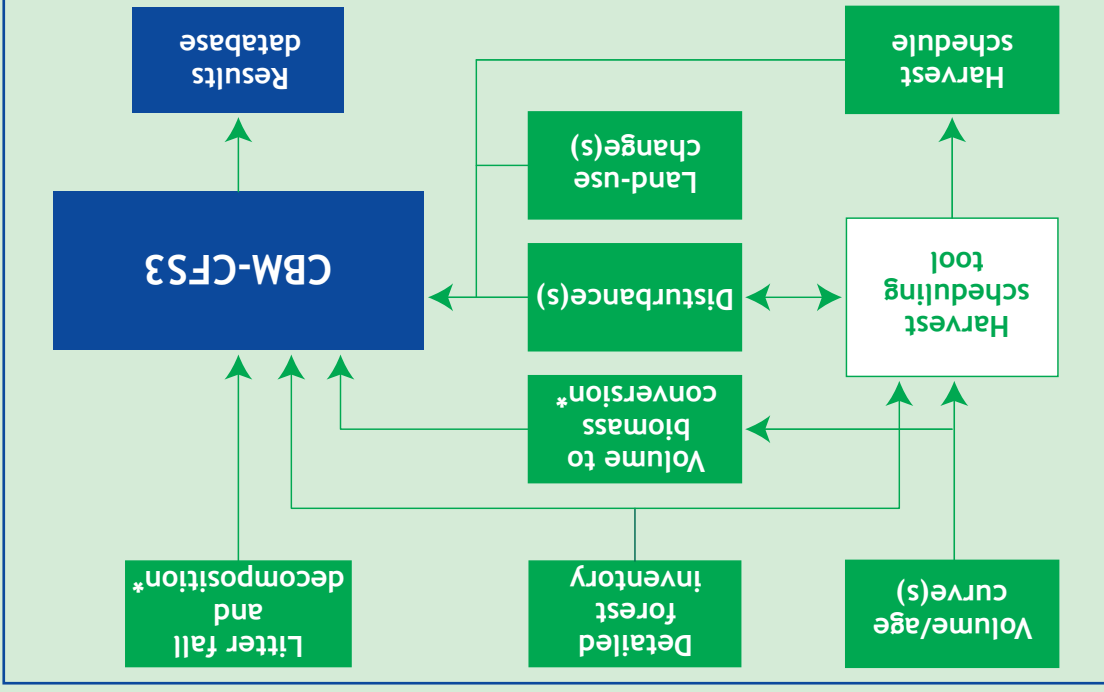 Volume/age
curve(s)
Detailed
forest
inventory
Litter fall
and
decomposition*
Volume to
biomass
conversion*
Harvest
scheduling
tool
Disturbance(s)
CBM-CFS3
Land-use
change(s)
Harvest
schedule
Results
database